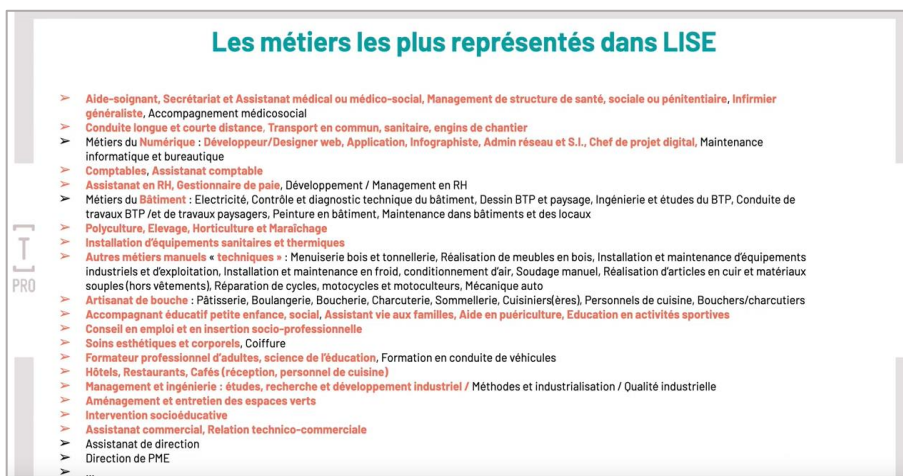 Les métiers les plus représentés dans LISE
➢ Aide-soignant, Secrétariat et Assistanat médical ou médico-social, Management de structure de santé, sociale ou pénitentiaire, Infirmier
généraliste, Accompagnement médicosocial
➢ Conduite longue et courte distance, Transport en commun, sanitaire, engins de chantier
➢ Métiers du Numérique : Développeur/Designer web, Application, Infographiste, Admin réseau et S.I., Chef de projet digital, Maintenance
informatique et bureautique
➢ Comptables, Assistanat comptable
➢ Assistanat en RH, Gestionnaire de paie, Développement / Management en RH
➢ Métiers du Bâtiment : Electricité, Contrôle et diagnostic technique du bâtiment, Dessin BTP et paysage, Ingénierie et études du BTP, Conduite de
travaux BTP /et de travaux paysagers, Peinture en bâtiment, Maintenance dans bâtiments et des locaux
➢ Polyculture, Elevage, Horticulture et Maraîchage
➢ Installation d'équipements sanitaires et thermiques
➢ Autres métiers manuels « techniques » : Menuiserie bois et tonnellerie, Réalisation de meubles en bois, Installation et maintenance d'équipements
industriels et d'exploitation, Installation et maintenance en froid, conditionnement d'air, Soudage manuel, Réalisation d'articles en cuir et matériaux
souples (hors vêtements), Réparation de cycles, motocycles et motoculteurs, Mécanique auto
➢ Artisanat de bouche : Pâtisserie, Boulangerie, Boucherie, Charcuterie, Sommellerie, Cuisiniers(ères), Personnels de cuisine, Bouchers/charcutiers
➢ Accompagnant éducatif petite enfance, social, Assistant vie aux familles, Aide en puériculture, Education en activités sportives
➢ Conseil en emploi et en insertion socio-professionnelle
➢ Soins esthétiques et corporels, Coiffure
➢ Formateur professionnel d'adultes, science de l'éducation, Formation en conduite de véhicules
➢ Hôtels, Restaurants, Cafés (réception, personnel de cuisine)
➢ Management et ingénierie : études, recherche et développement industriel / Méthodes et industrialisation / Qualité industrielle
➢ Aménagement et entretien des espaces verts
➢ Intervention socioéducative
➢ Assistanat commercial, Relation technico-commerciale
➢ Assistanat de direction
➢ Direction de PME
➢ ...
T
PRO